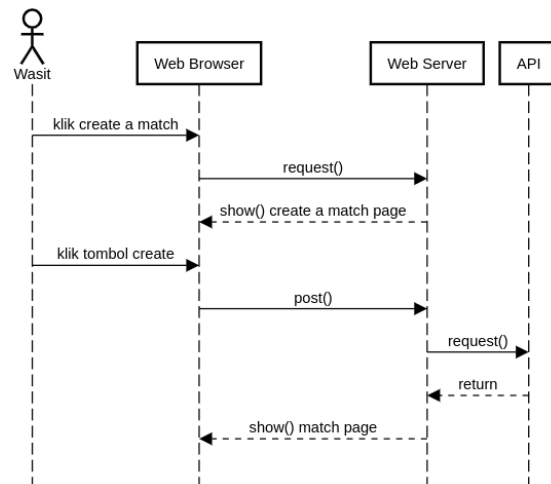 Wasit
Web Browser
Web Server
API
klik create a match
request()
show() create a match page
klik tombol create
post()
request()
return
show() match page